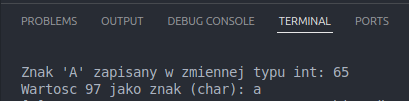 PROBLEMS OUTPUT DEBUG CONSOLE TERMINAL PORTS
Znak 'A' zapisany w zmiennej typu int: 65
Wartosc 97 jako znak (char): a